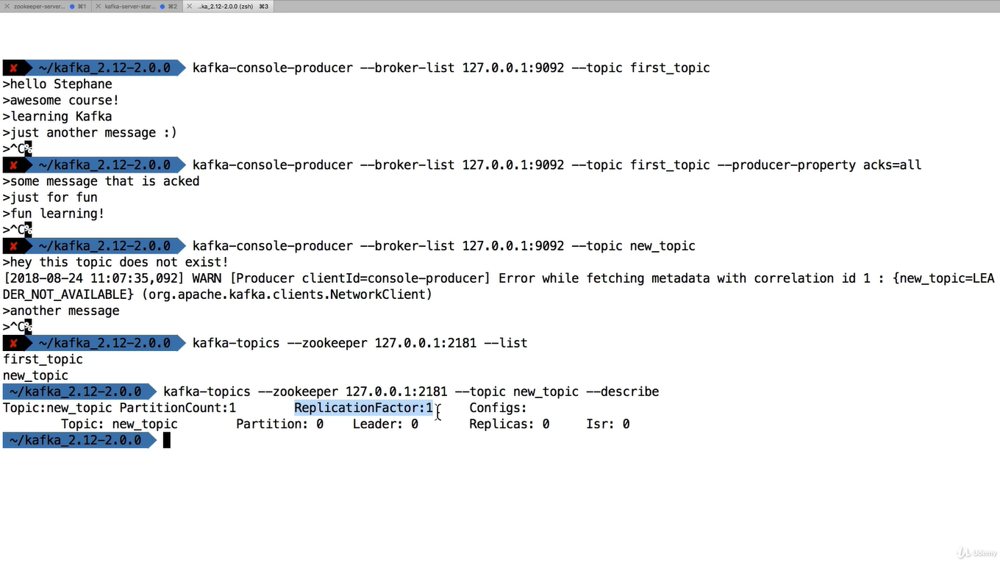 zookeeper-server... ⌘1 kafka-server-star... ⌘2 ..ka_2.12-2.0.0 (zsh) ⌘3
✘ ~/kafka_2.12-2.0.0 kafka-console-producer --broker-list 127.0.0.1:9092 --topic first_topic
>hello Stephane
>awesome course!
>learning Kafka
>just another message :)
>^C%
✘ ~/kafka_2.12-2.0.0 kafka-console-producer --broker-list 127.0.0.1:9092 --topic first_topic --producer-property acks=all
>some message that is acked
>just for fun
>fun learning!
>^C%
✘ ~/kafka_2.12-2.0.0 kafka-console-producer --broker-list 127.0.0.1:9092 --topic new_topic
>hey this topic does not exist!
[2018-08-24 11:07:35,092] WARN [Producer clientId=console-producer] Error while fetching metadata with correlation id 1 : {new_topic=LEA
DER_NOT_AVAILABLE} (org.apache.kafka.clients.NetworkClient)
>another message
>^C%
✘ ~/kafka_2.12-2.0.0 kafka-topics --zookeeper 127.0.0.1:2181 --list
first_topic
new_topic
~/kafka_2.12-2.0.0 kafka-topics --zookeeper 127.0.0.1:2181 --topic new_topic --describe
Topic:new_topic PartitionCount:1 ReplicationFactor:1 Configs:
Topic: new_topic Partition: 0 Leader: 0 Replicas: 0 Isr: 0
~/kafka_2.12-2.0.0
Udemy